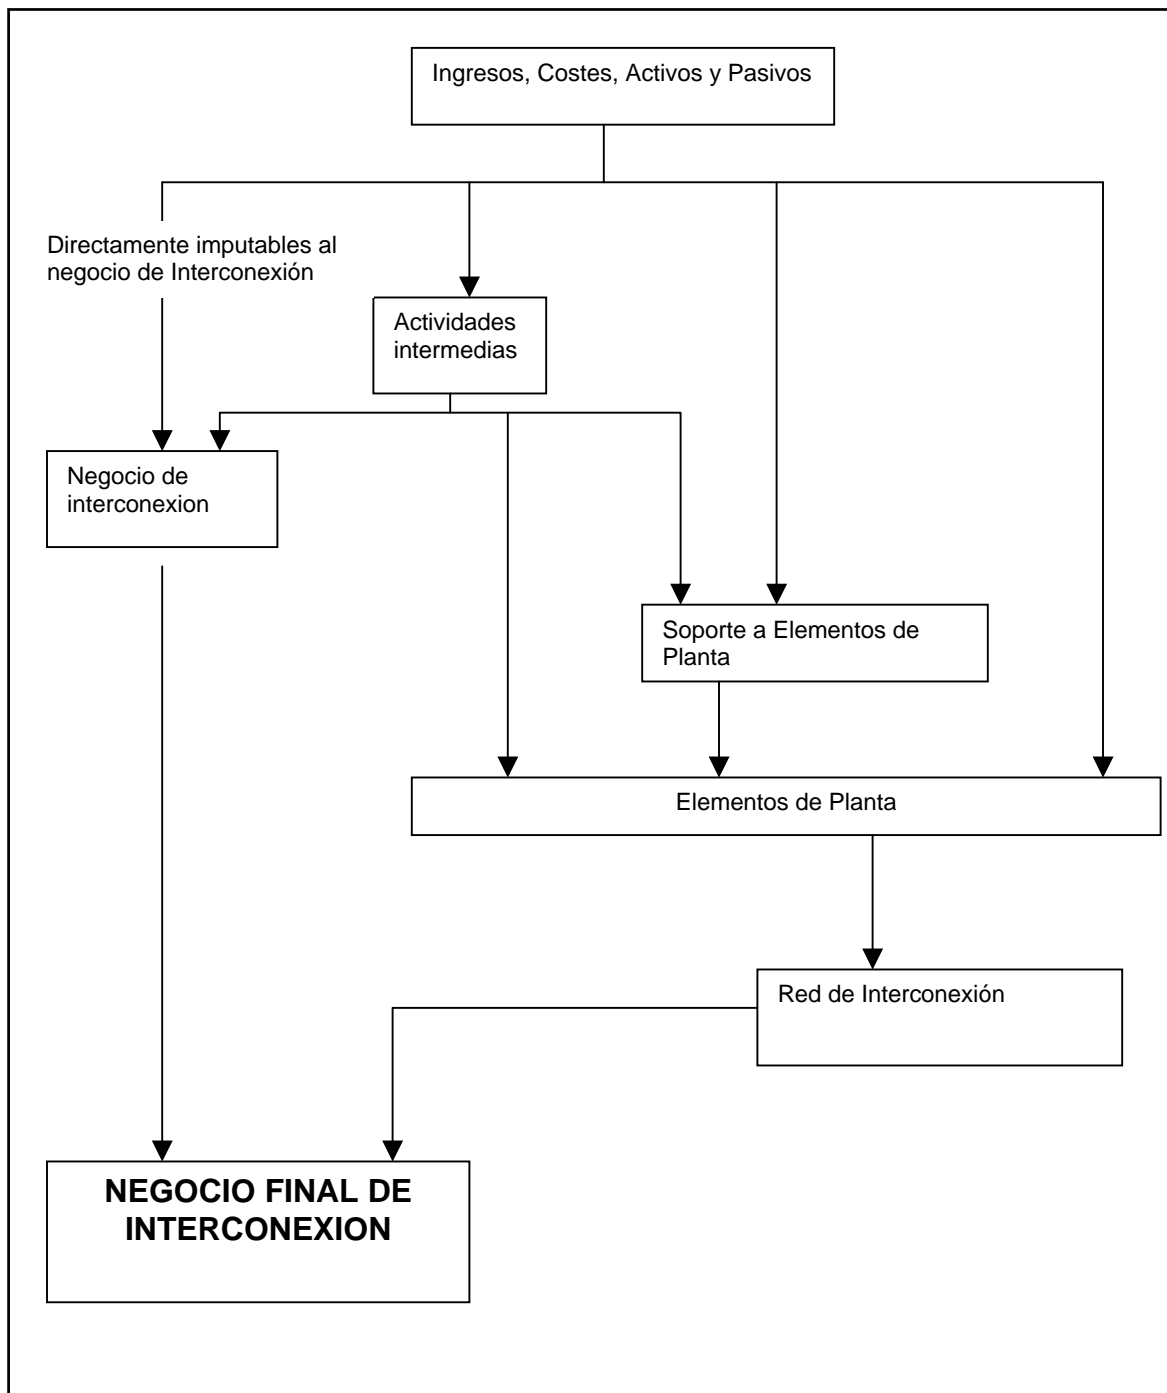 Ingresos, Costes, Activos y Pasivos
Directamente imputables al
negocio de Interconexión
Actividades
intermedias
Negocio de
interconexion
Soporte a Elementos de
Planta
Elementos de Planta
Red de Interconexión
NEGOCIO FINAL DE
INTERCONEXION